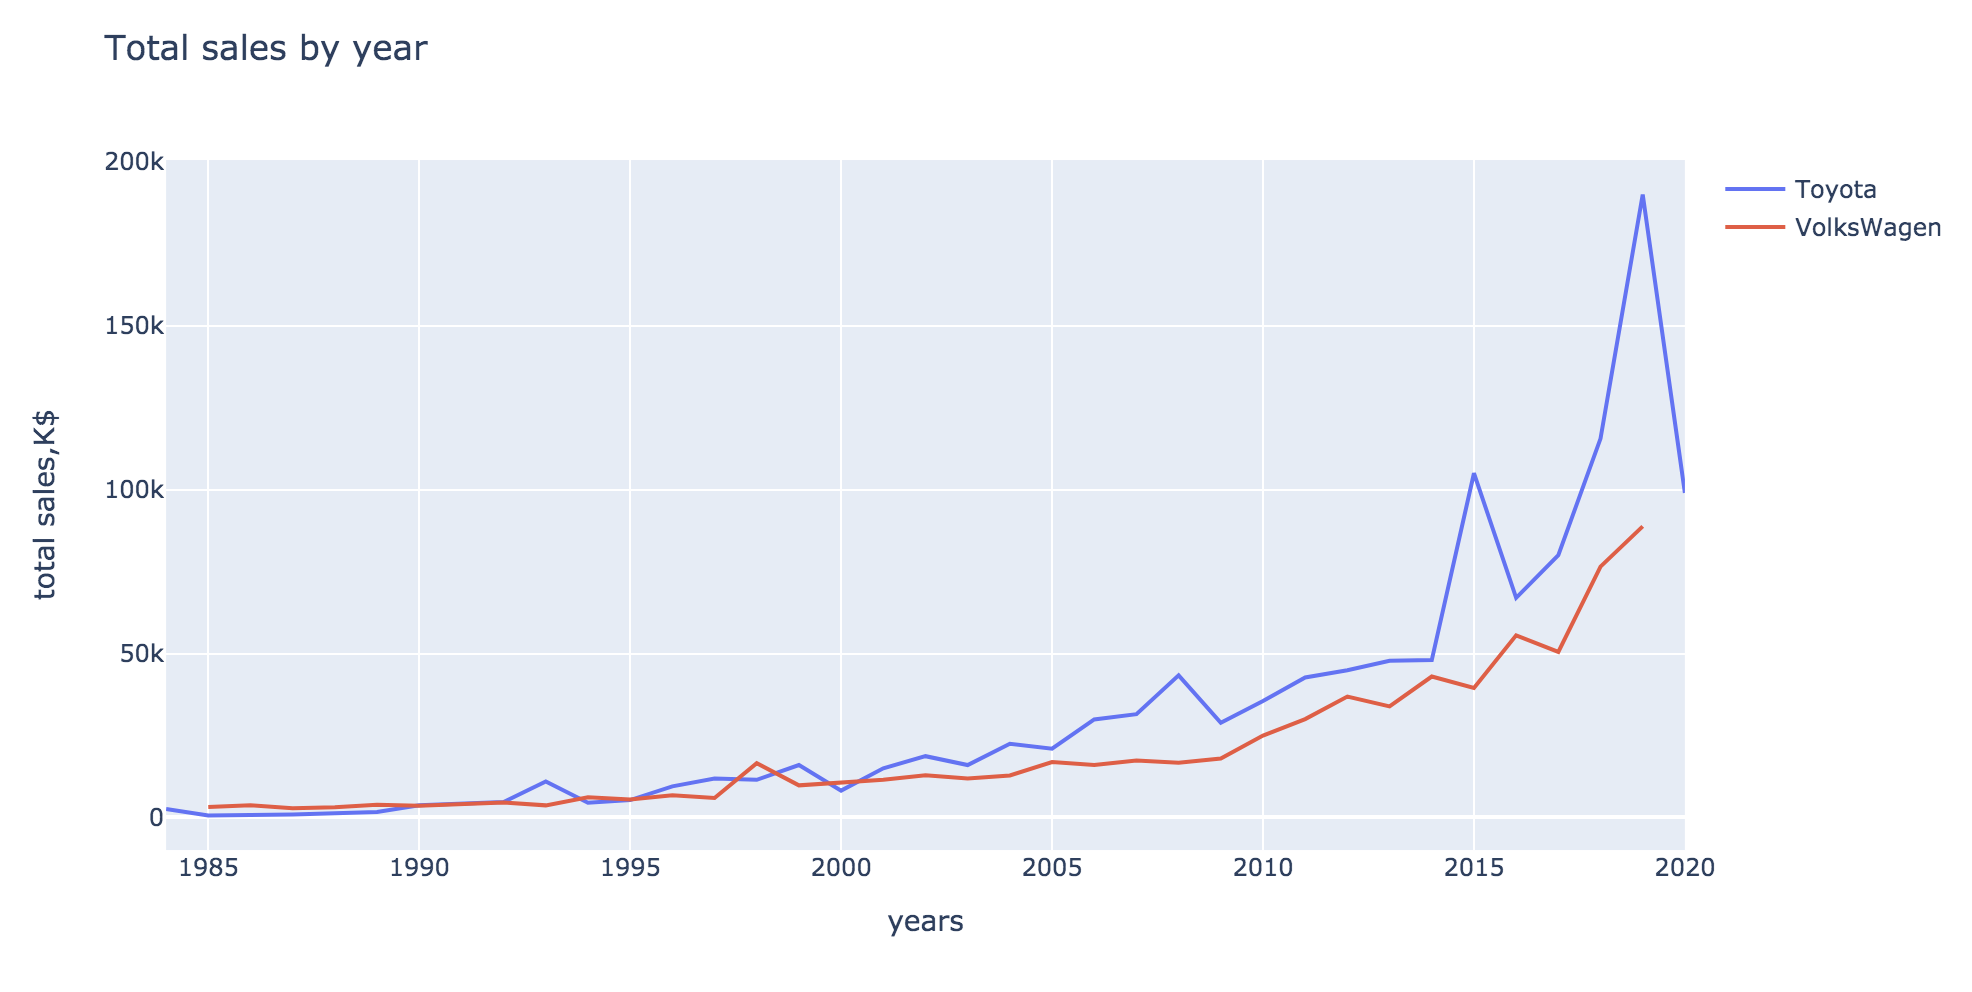 Total sales by year
200k
150k
100k
50k
0
total sales,K$
1985 1990 1995 2000 2005 2010 2015 2020
years
Toyota
VolksWagen